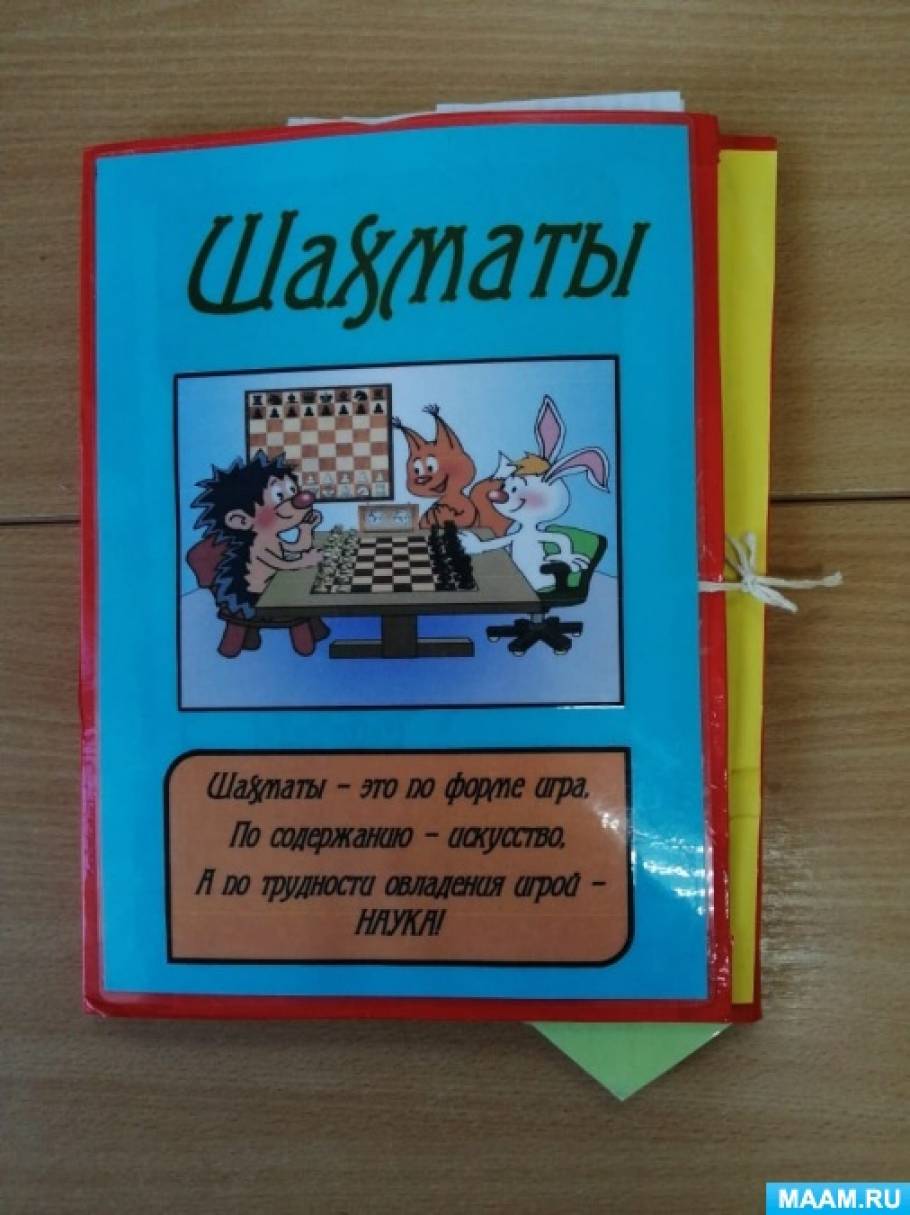 Шахматы
Шахматы – это по форме игра,
По содержанию – искусство,
А по трудности овладения игрой –
НАУКА!
MAAM.RU